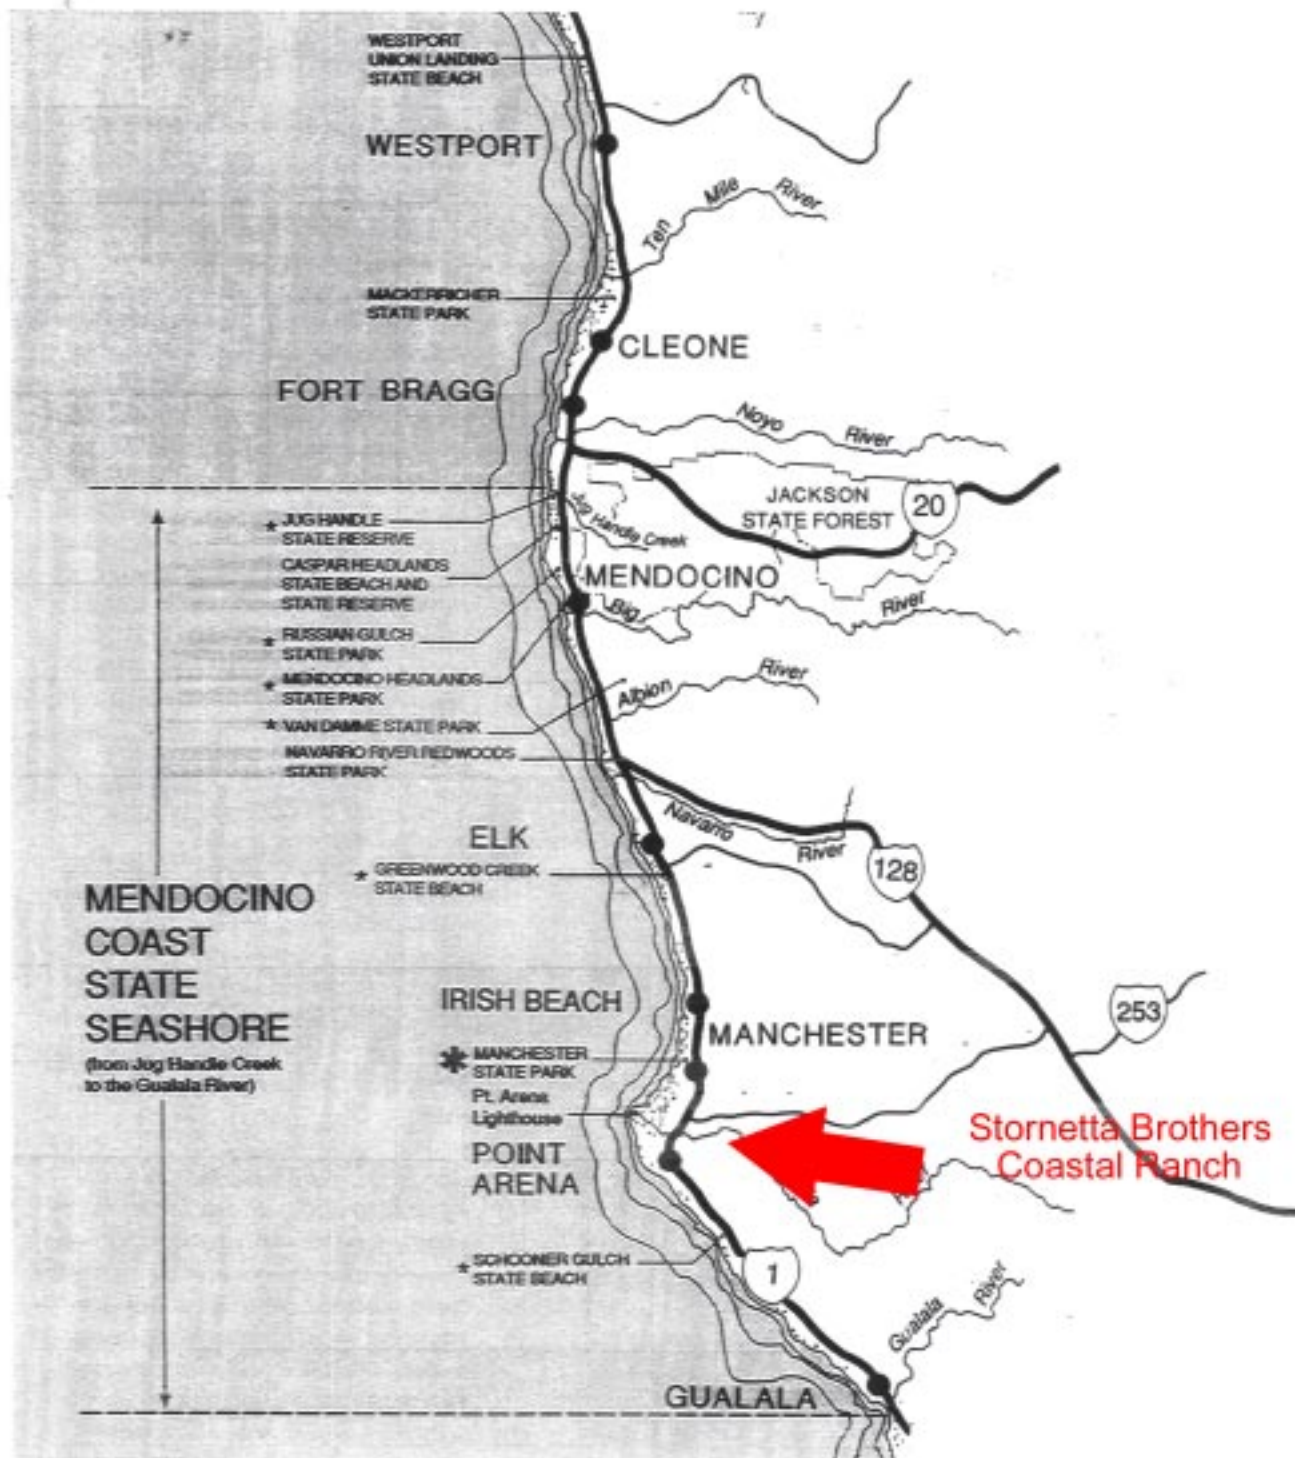 WESTPORT
UNION LANDING
STATE BEACH
WESTPORT
Ten Mile River
MACKERRICHER
STATE PARK
CLEONE
FORT BRAGG
Noyo River
JACKSON
STATE FOREST
20
Jug Handle Creek
* JUG HANDLE
STATE RESERVE
CASPAR HEADLANDS
STATE BEACH AND
STATE RESERVE
MENDOCINO
Big River
* RUSSIAN GULCH
STATE PARK
* MENDOCINO HEADLANDS
STATE PARK
Albion River
* VAN DAMME STATE PARK
NAVARRO RIVER REDWOODS
STATE PARK
Navarro River
ELK
* GREENWOOD CREEK
STATE BEACH
128
MENDOCINO
COAST
STATE
SEASHORE
(from Jug Handle Creek
to the Gualala River)
IRISH BEACH
253
MANCHESTER
* MANCHESTER
STATE PARK
Pt. Arena
Lighthouse
Stornetta Brothers
Coastal Ranch
POINT
ARENA
* SCHOONER GULCH
STATE BEACH
1
Gualala River
GUALALA